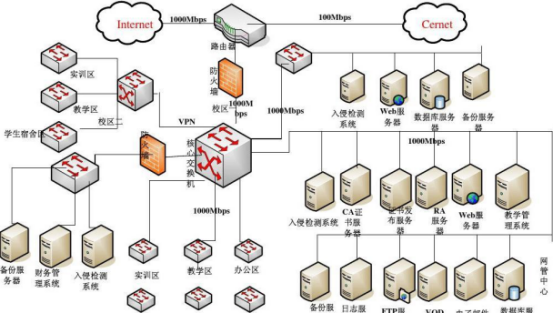 Internet
1000Mbps
100Mbps
Cernet
路由器
实训区
防
火
墙
教学区
校区
1000M
bps
1000Mbps
入侵检测
系统
Web服
务器
数据库服务
器
备份服务器
VPN
校区二
学生宿舍区
防
火
墙
核
心
交
换
机
1000Mbps
1000Mbps
入侵检测系统
CA证
书服
务器
证书发
布服务
器
RA
服务
器
Web服
务器
教学管
理系统
备份服
务器
财务管
理系统
入侵检测
系统
实训区
教学区
办公区
网
管
中
心
备份服
日志服
FTP服
VOD
电子邮件
数据库服